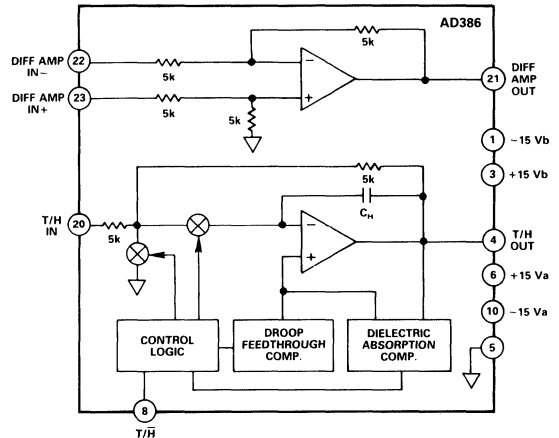 AD386
DIFF AMP
IN−
22
5k
5k
−
DIFF AMP
IN+
23
5k
5k
+
21
DIFF
AMP
OUT
1
−15 Vb
3
+15 Vb
5k
C_H
T/H
IN
20
5k
−
+
4
T/H
OUT
6
+15 Va
10
−15 Va
5
CONTROL
LOGIC
DROOP
FEEDTHROUGH
COMP.
DIELECTRIC
ABSORPTION
COMP.
8
T/H̅